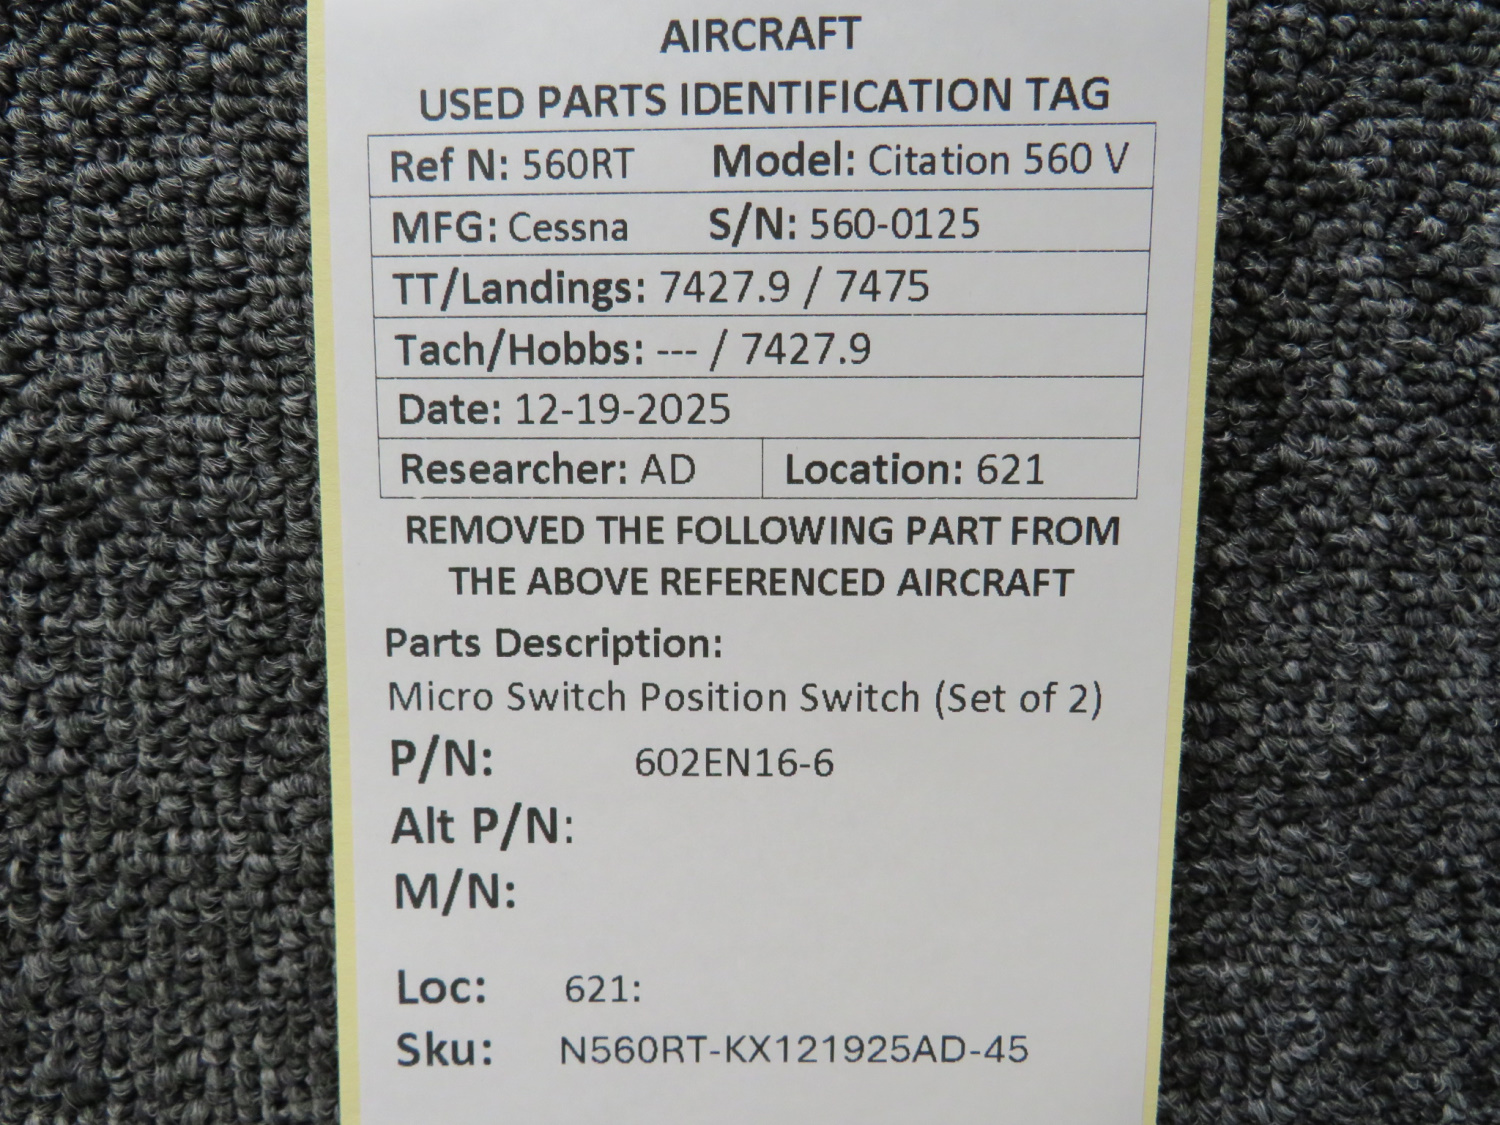 AIRCRAFT
USED PARTS IDENTIFICATION TAG
Ref N: 560RT Model: Citation 560 V
MFG: Cessna S/N: 560-0125
TT/Landings: 7427.9 / 7475
Tach/Hobbs: --- / 7427.9
Date: 12-19-2025
Researcher: AD Location: 621
REMOVED THE FOLLOWING PART FROM
THE ABOVE REFERENCED AIRCRAFT
Parts Description:
Micro Switch Position Switch (Set of 2)
P/N: 602EN16-6
Alt P/N:
M/N:
Loc: 621:
Sku: N560RT-KX121925AD-45